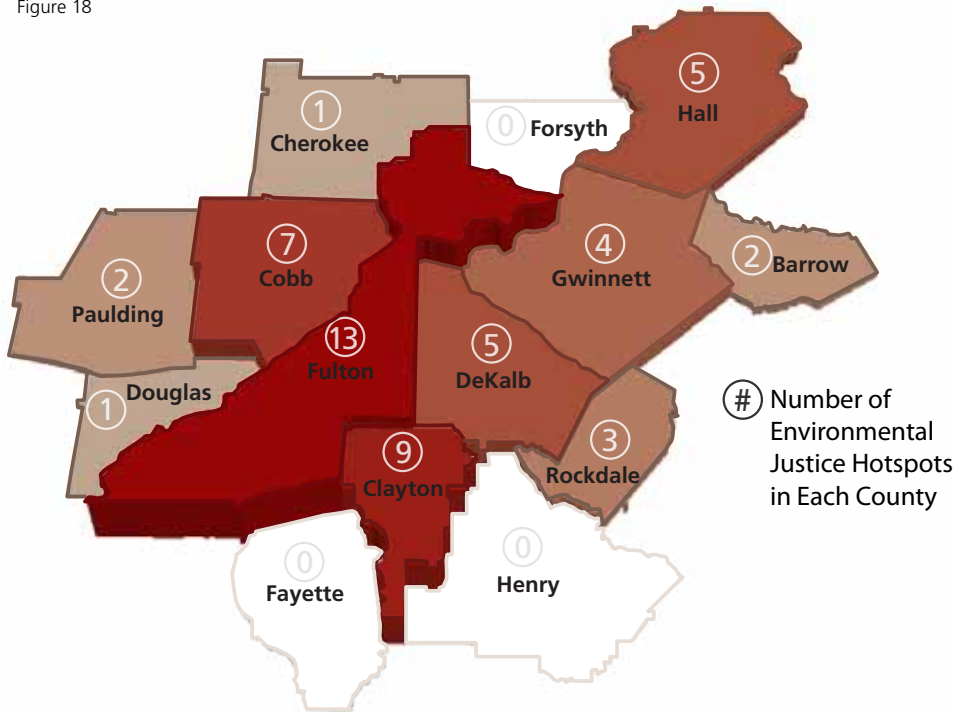 Figure 18
5
Hall
1
Cherokee
0 Forsyth
7
Cobb
4
Gwinnett
2 Barrow
2
Paulding
13
Fulton
5
DeKalb
Douglas
1
# Number of
Environmental
Justice Hotspots
in Each County
3
Rockdale
9
Clayton
0
Fayette
0
Henry